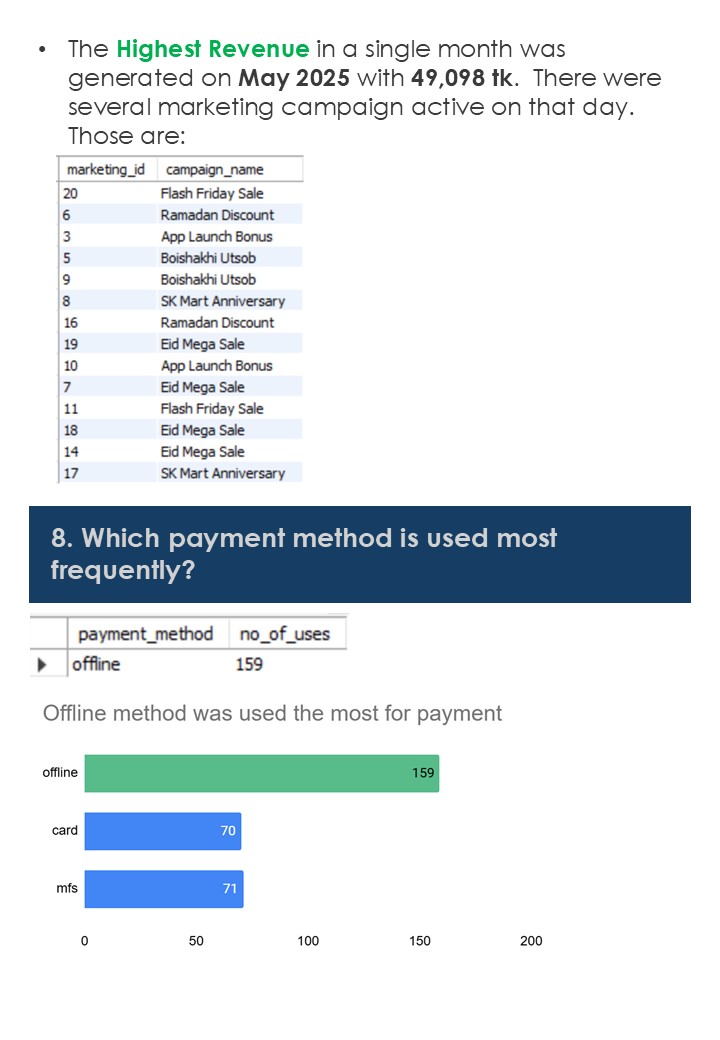 • The Highest Revenue in a single month was
generated on May 2025 with 49,098 tk. There were
several marketing campaign active on that day.
Those are:
marketing_id campaign_name
20 Flash Friday Sale
6 Ramadan Discount
3 App Launch Bonus
5 Boishakhi Utsob
9 Boishakhi Utsob
8 SK Mart Anniversary
16 Ramadan Discount
19 Eid Mega Sale
10 App Launch Bonus
7 Eid Mega Sale
11 Flash Friday Sale
18 Eid Mega Sale
14 Eid Mega Sale
17 SK Mart Anniversary
8. Which payment method is used most
frequently?
payment_method no_of_uses
offline 159
Offline method was used the most for payment
offline 159
card 70
mfs 71
0 50 100 150 200